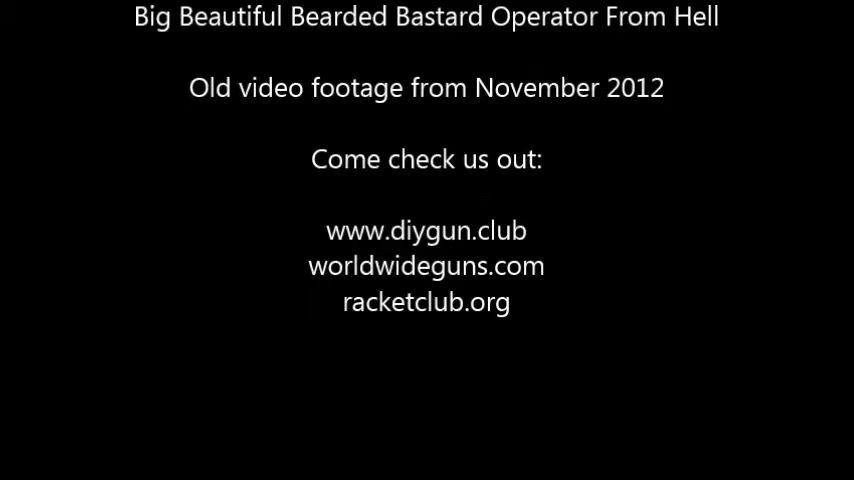 Big Beautiful Bearded Bastard Operator From Hell
Old video footage from November 2012
Come check us out:
www.diygun.club
worldwideguns.com
racketclub.org